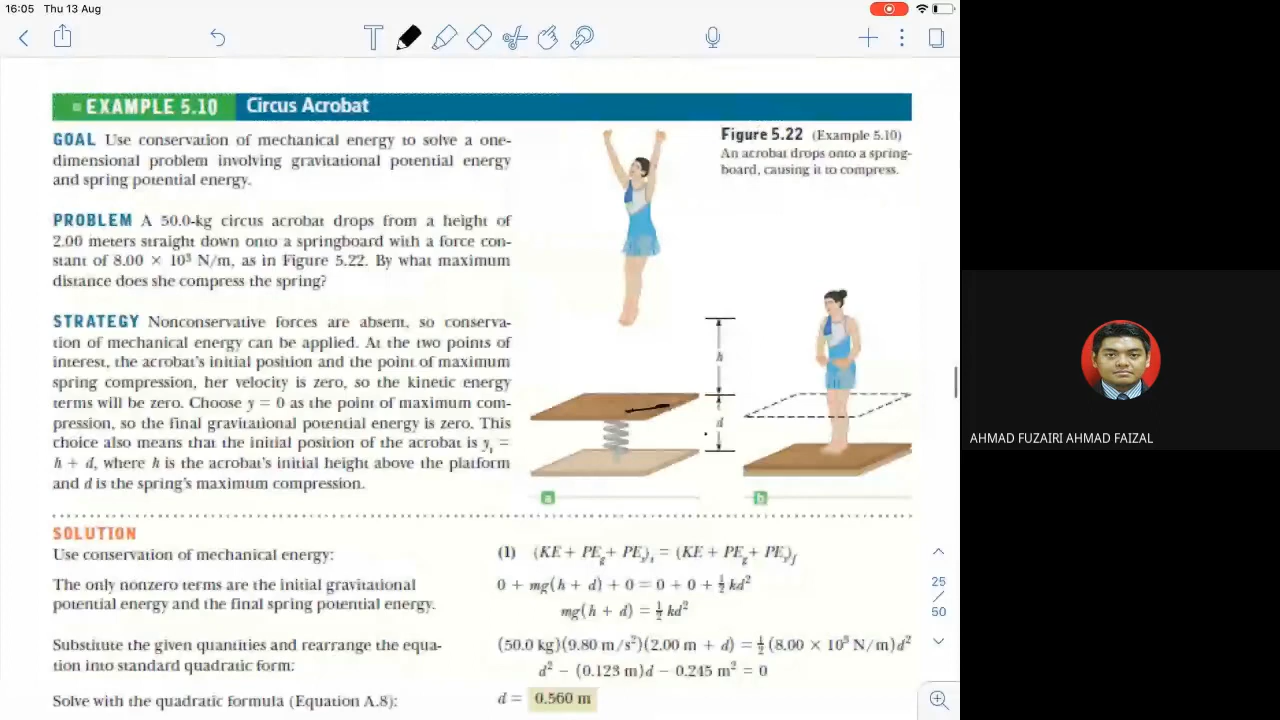 16:05 Thu 13 Aug
EXAMPLE 5.10 Circus Acrobat
GOAL Use conservation of mechanical energy to solve a one-
dimensional problem involving gravitational potential energy
and spring potential energy.
PROBLEM A 50.0-kg circus acrobat drops from a height of
2.00 meters straight down onto a springboard with a force con-
stant of 8.00 × 10³ N/m, as in Figure 5.22. By what maximum
distance does she compress the spring?
STRATEGY Nonconservative forces are absent, so conserva-
tion of mechanical energy can be applied. At the two points of
interest, the acrobat's initial position and the point of maximum
spring compression, her velocity is zero, so the kinetic energy
terms will be zero. Choose y = 0 as the point of maximum com-
pression, so the final gravitational potential energy is zero. This
choice also means that the initial position of the acrobat is yᵢ =
h + d, where h is the acrobat's initial height above the platform
and d is the spring's maximum compression.
Figure 5.22 (Example 5.10)
An acrobat drops onto a spring-
board, causing it to compress.
h
d
a
b
SOLUTION
Use conservation of mechanical energy:
(1) (KE + PE_g + PE_s)_i = (KE + PE_g + PE_s)_f
The only nonzero terms are the initial gravitational
potential energy and the final spring potential energy.
0 + mg(h + d) + 0 = 0 + 0 + ½ kd²
mg(h + d) = ½ kd²
Substitute the given quantities and rearrange the equa-
tion into standard quadratic form:
(50.0 kg)(9.80 m/s²)(2.00 m + d) = ½ (8.00 × 10³ N/m)d²
d² − (0.123 m)d − 0.245 m² = 0
Solve with the quadratic formula (Equation A.8):
d = 0.560 m
25
/
50
AHMAD FUZAIRI AHMAD FAIZAL